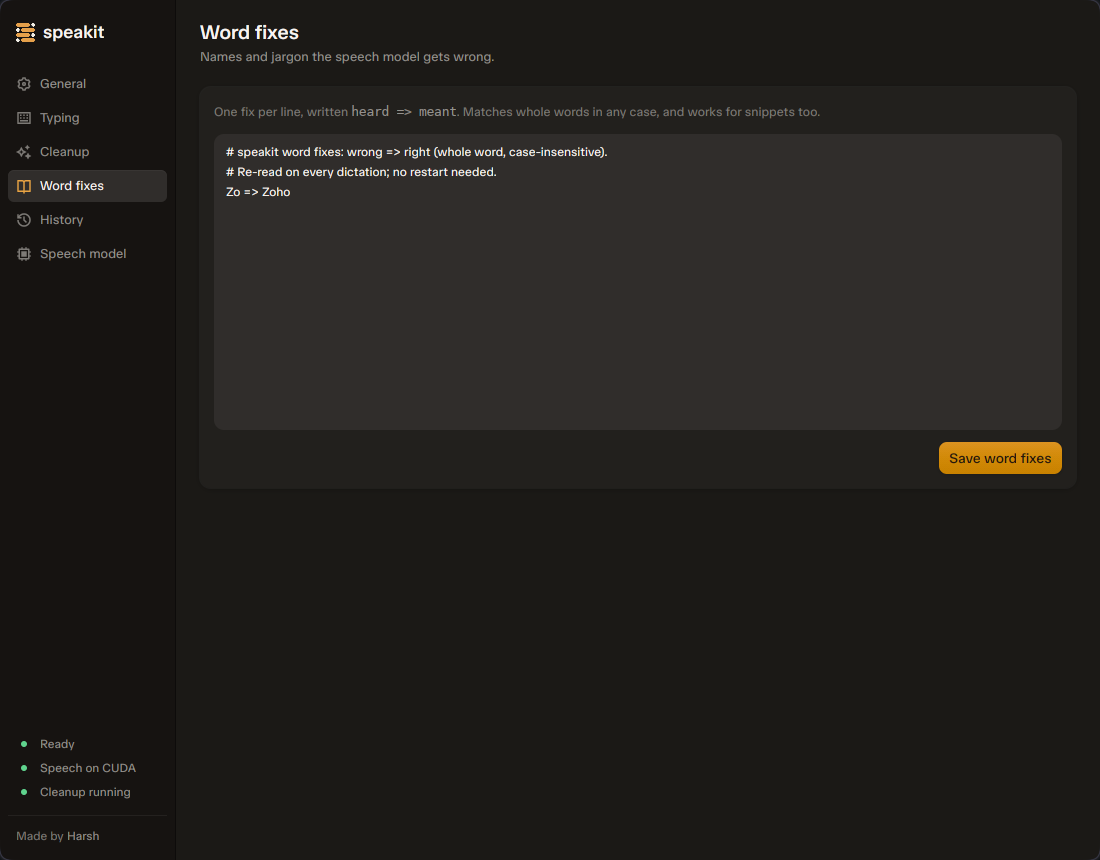 speakit
General
Typing
Cleanup
Word fixes
History
Speech model
Ready
Speech on CUDA
Cleanup running
Made by Harsh
Word fixes
Names and jargon the speech model gets wrong.
One fix per line, written heard => meant. Matches whole words in any case, and works for snippets too.
# speakit word fixes: wrong => right (whole word, case-insensitive).
# Re-read on every dictation; no restart needed.
Zo => Zoho
Save word fixes